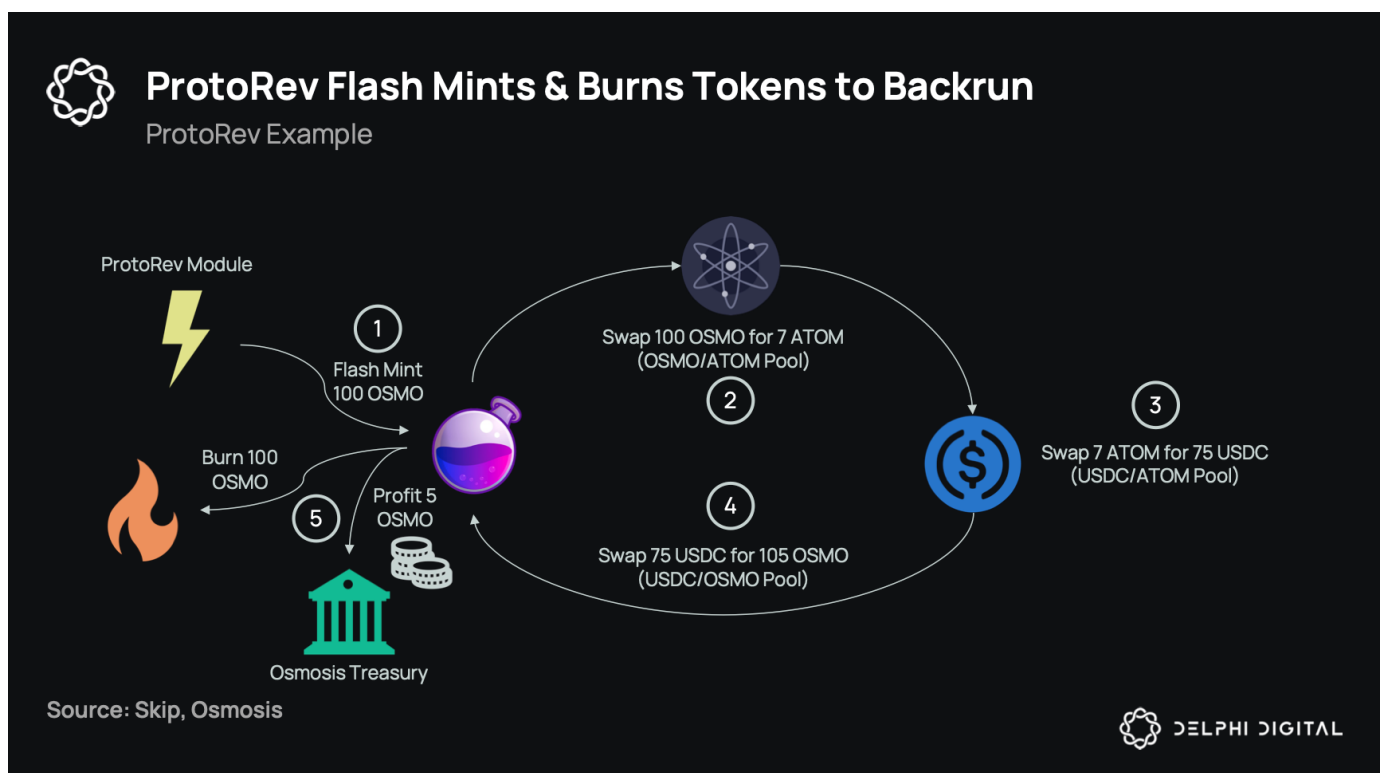 ProtoRev Flash Mints & Burns Tokens to Backrun
ProtoRev Example
ProtoRev Module
1
Flash Mint
100 OSMO
Swap 100 OSMO for 7 ATOM
(OSMO/ATOM Pool)
2
3
Swap 7 ATOM for 75 USDC
(USDC/ATOM Pool)
4
Swap 75 USDC for 105 OSMO
(USDC/OSMO Pool)
Burn 100
OSMO
5
Profit 5
OSMO
$
Osmosis Treasury
Source: Skip, Osmosis
DELPHI DIGITAL